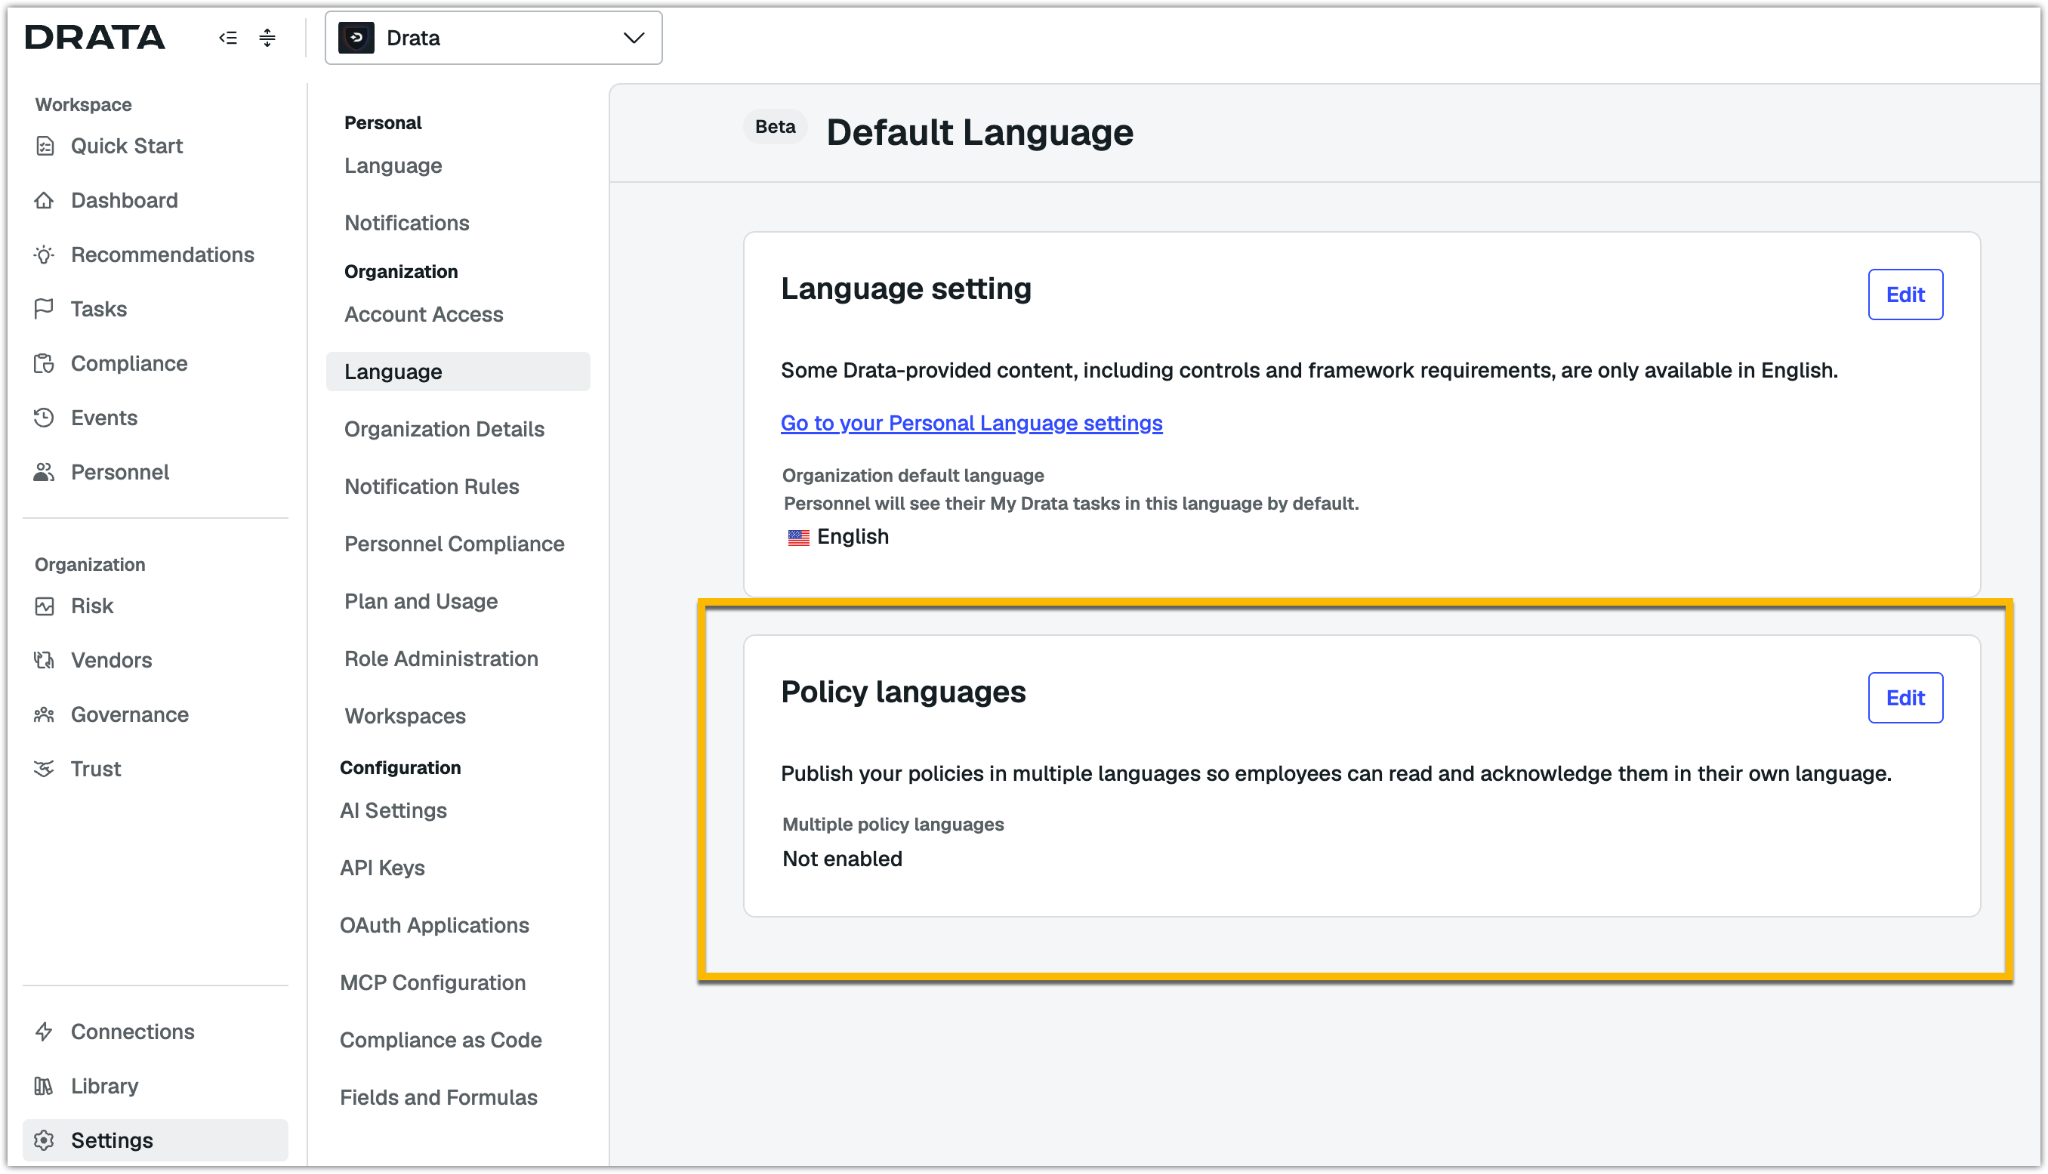 DRATA
Drata
Workspace
Quick Start
Dashboard
Recommendations
Tasks
Compliance
Events
Personnel
Organization
Risk
Vendors
Governance
Trust
Connections
Library
Settings
Personal
Language
Notifications
Organization
Account Access
Language
Organization Details
Notification Rules
Personnel Compliance
Plan and Usage
Role Administration
Workspaces
Configuration
AI Settings
API Keys
OAuth Applications
MCP Configuration
Compliance as Code
Fields and Formulas
Beta Default Language
Language setting
Edit
Some Drata-provided content, including controls and framework requirements, are only available in English.
Go to your Personal Language settings
Organization default language
Personnel will see their My Drata tasks in this language by default.
English
Policy languages
Edit
Publish your policies in multiple languages so employees can read and acknowledge them in their own language.
Multiple policy languages
Not enabled